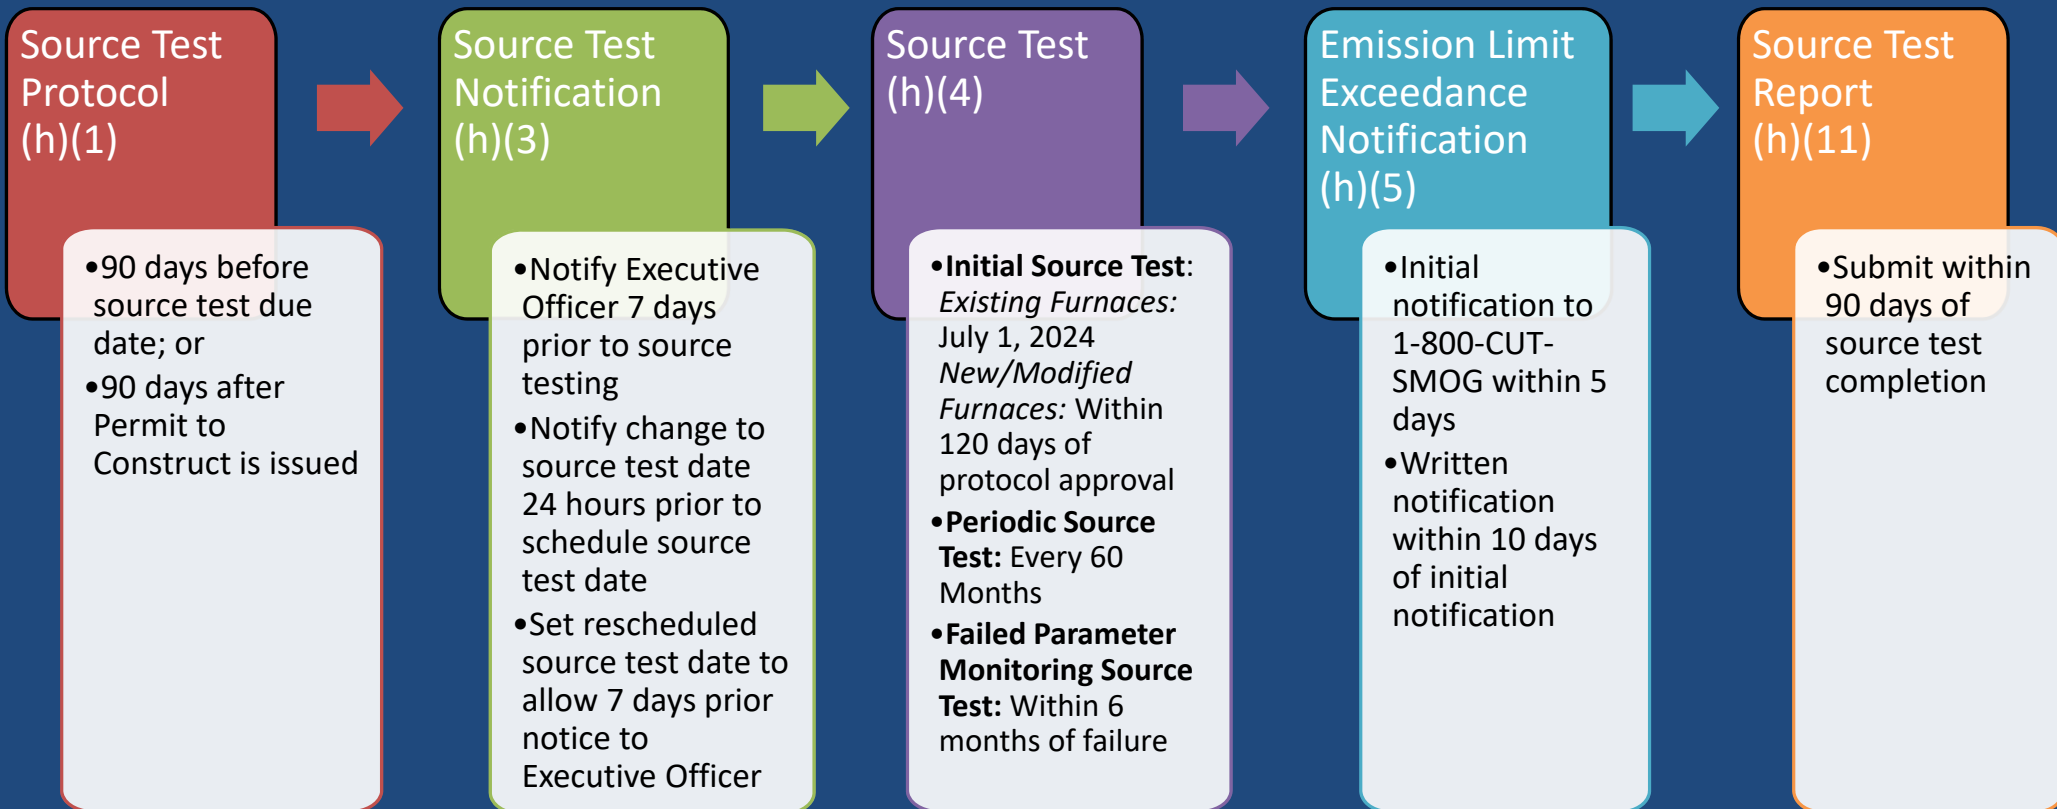 Source Test
Protocol
(h)(1)
•90 days before
source test due
date; or
•90 days after
Permit to
Construct is issued
Source Test
Notification
(h)(3)
•Notify Executive
Officer 7 days
prior to source
testing
•Notify change to
source test date
24 hours prior to
schedule source
test date
•Set rescheduled
source test date to
allow 7 days prior
notice to
Executive Officer
Source Test
(h)(4)
•Initial Source Test:
Existing Furnaces:
July 1, 2024
New/Modified
Furnaces: Within
120 days of
protocol approval
•Periodic Source
Test: Every 60
Months
•Failed Parameter
Monitoring Source
Test: Within 6
months of failure
Emission Limit
Exceedance
Notification
(h)(5)
•Initial
notification to
1-800-CUT-
SMOG within 5
days
•Written
notification
within 10 days
of initial
notification
Source Test
Report
(h)(11)
•Submit within
90 days of
source test
completion